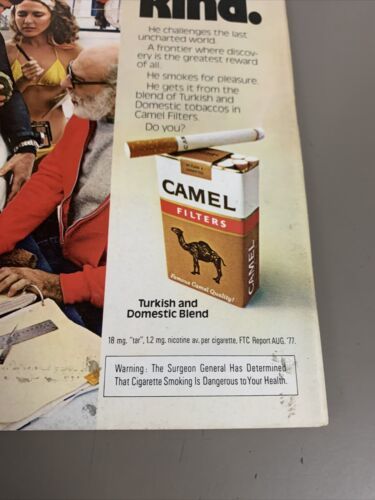 kind.
He challenges the last
uncharted world.
A frontier where discov-
ery is the greatest reward
of all.
He smokes for pleasure.
He gets it from the
blend of Turkish and
Domestic tobaccos in
Camel Filters.
Do you?
CAMEL
FILTERS
CAMEL
Famous Camel Quality!
Turkish and
Domestic Blend
18 mg. "tar", 1.2 mg. nicotine av. per cigarette, FTC Report AUG. '77.
Warning: The Surgeon General Has Determined
That Cigarette Smoking Is Dangerous to Your Health.